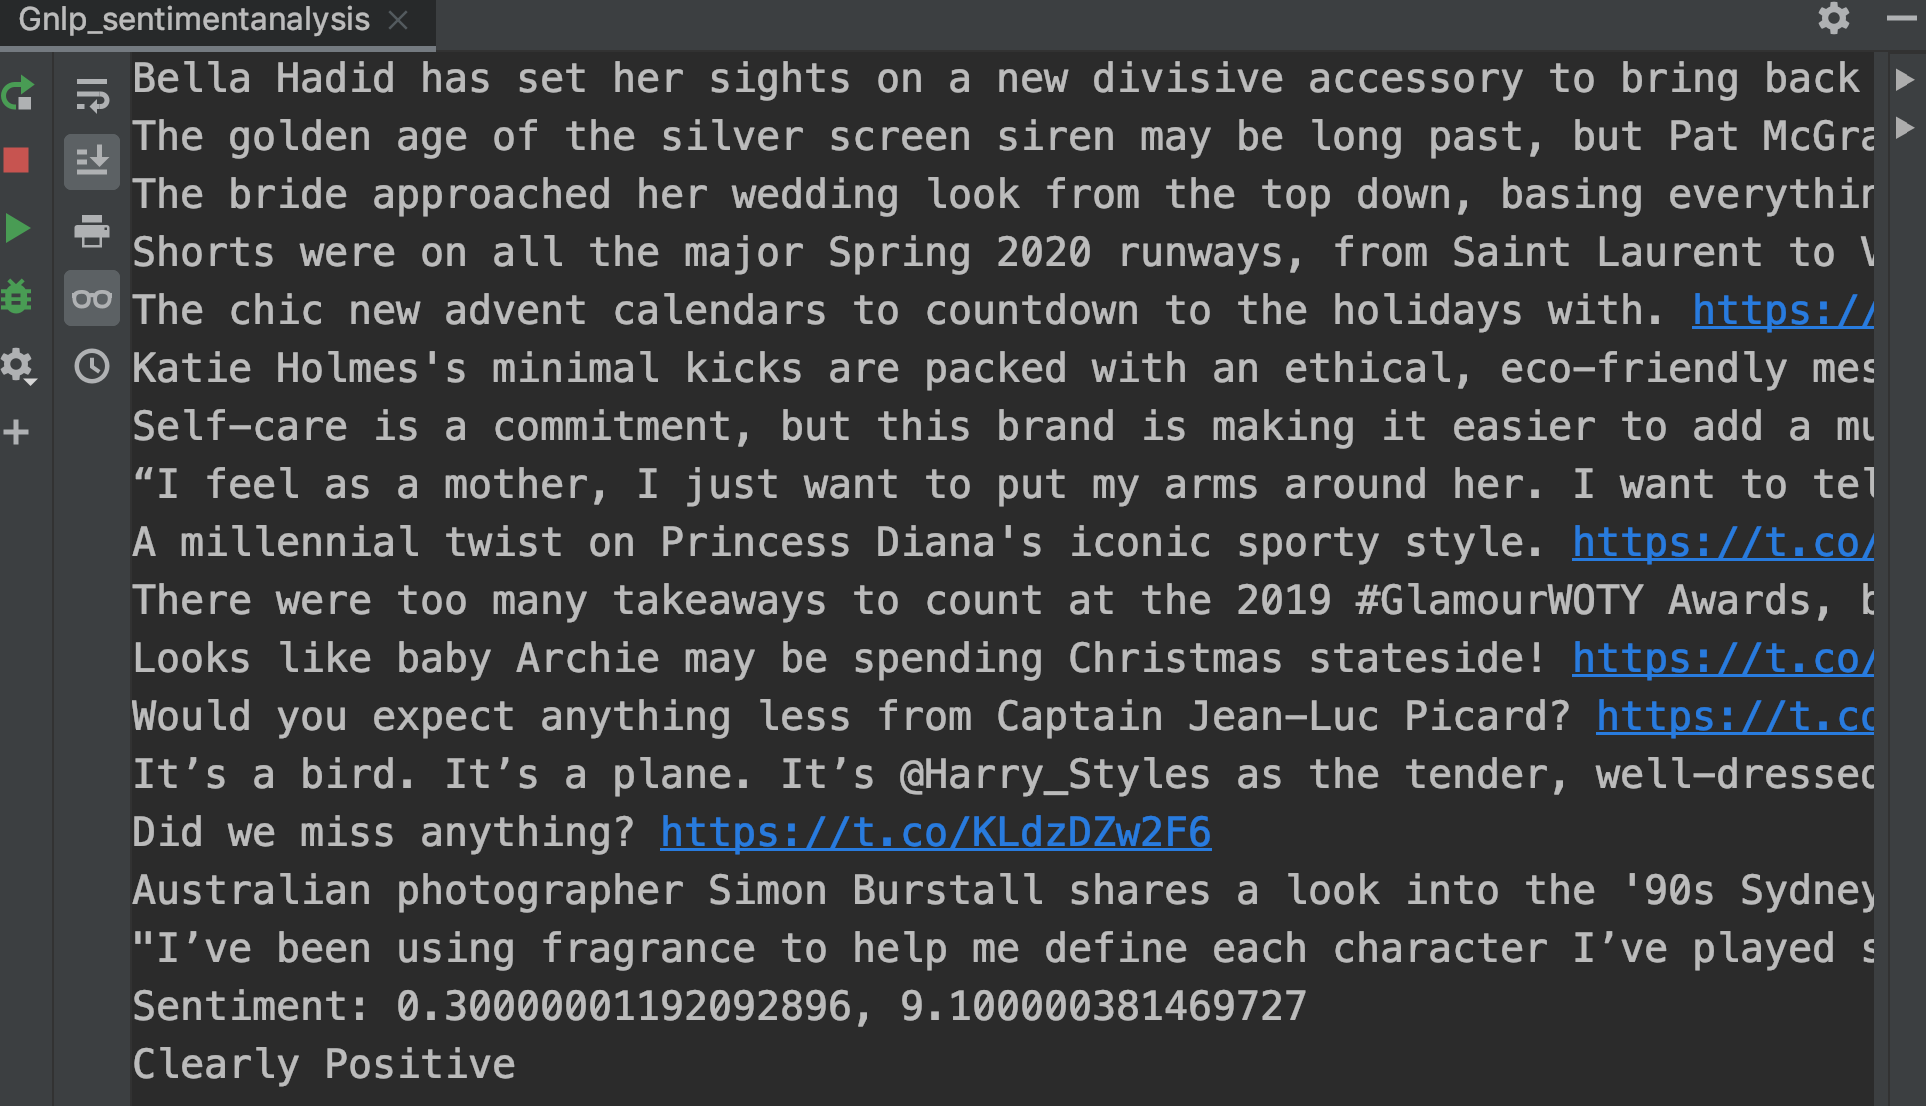 Gnlp_sentimentanalysis
Bella Hadid has set her sights on a new divisive accessory to bring back
The golden age of the silver screen siren may be long past, but Pat
The bride approached her wedding look from the top down, basing
Shorts were on all the major Spring 2020 runways, from Saint Laurent to
The chic new advent calendars to countdown to the holidays with. https://
Katie Holmes's minimal kicks are packed with an ethical, eco-friendly
Self-care is a commitment, but this brand is making it easier to add a
“I feel as a mother, I just want to put my arms around her. I want to
A millennial twist on Princess Diana's iconic sporty style. https://t.co/
There were too many takeaways to count at the 2019 #GlamourWOTY Awards,
Looks like baby Archie may be spending Christmas stateside! https://t.co/
Would you expect anything less from Captain Jean-Luc Picard? https://t.co
It’s a bird. It’s a plane. It’s @Harry_Styles as the tender, well-dressed
Did we miss anything? https://t.co/KLdzDZw2F6
Australian photographer Simon Burstall shares a look into the '90s Sydney
"I’ve been using fragrance to help me define each character I’ve played
Sentiment: 0.30000001192092896, 9.100000381469727
Clearly Positive